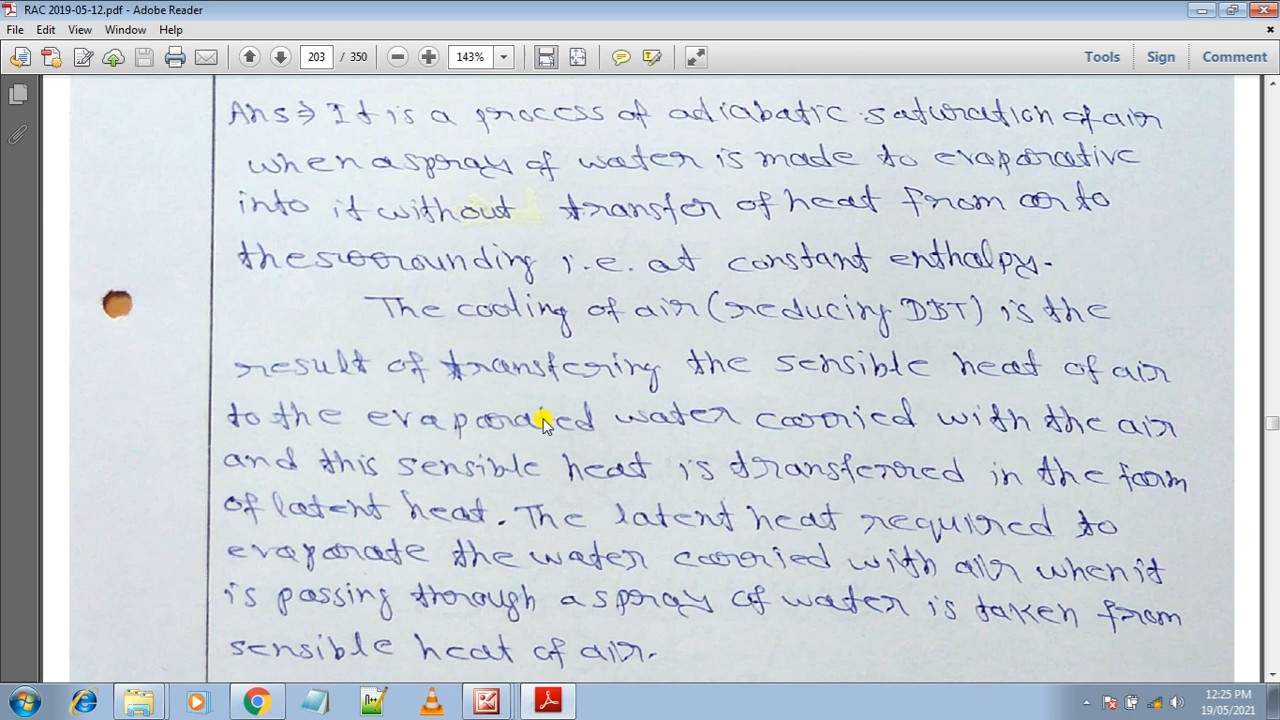 RAC 2019-05-12.pdf - Adobe Reader
File Edit View Window Help
203 / 350 143% Tools Sign Comment
Ans⇒ It is a process of adiabatic saturation of air
when a spray of water is made to evaporative
into it without transfer of heat from or to
the surrounding i.e. at constant enthalpy.
The cooling of air (reducing DBT) is the
result of transfering the sensible heat of air
to the evaporated water carried with the air
and this sensible heat is transferred in the form
of latent heat. The latent heat required to
evaporate the water carried with air when it
is passing through a spray of water is taken from
sensible heat of air.
12:25 PM
19/05/2021